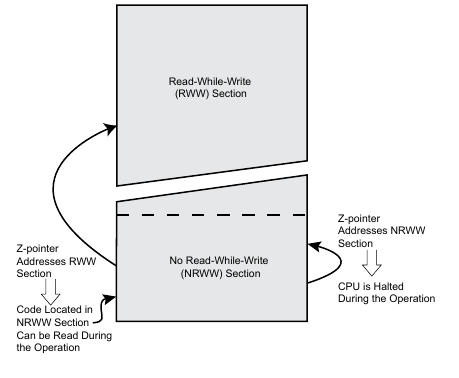 Read-While-Write
(RWW) Section
Z-pointer
Addresses NRWW
Section
Z-pointer
Addresses RWW
Section
No Read-While-Write
(NRWW) Section
CPU is Halted
During the Operation
Code Located in
NRWW Section
Can be Read During
the Operation